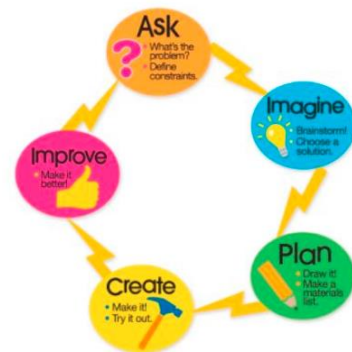 Ask
• What's the
problem?
• Define
constraints.
Imagine
• Brainstorm!
• Choose a
solution.
Plan
• Draw it!
• Make a
materials
list.
Create
• Make it!
• Try it out.
Improve
• Make it
better!